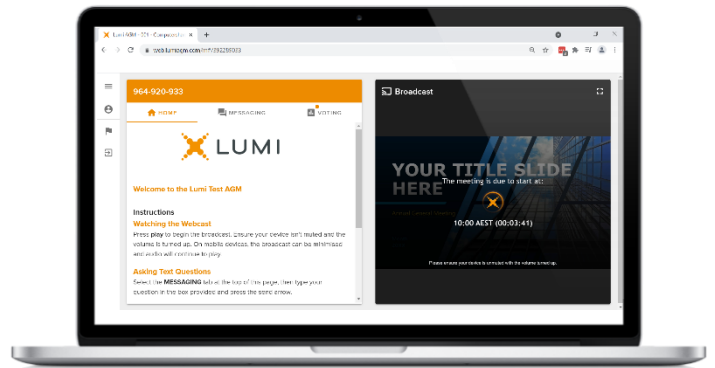 964-920-933
HOME
MESSAGING
VOTING
LUMI
Welcome to the Lumi Test AGM
Instructions
Watching the Webcast
Press play to begin the broadcast. Ensure your device isn't muted and the
volume is turned up. On mobile devices, the broadcast can be minimised
and audio will continue to play.
Asking Text Questions
Select the MESSAGING tab at the top of this page, then type your
question in the box provided and press the send arrow.
Broadcast
YOUR TITLE SLIDE
HERE
The meeting is due to start at:
10:00 AEST (00:03:41)
Please ensure your device is unmuted with the volume turned up.